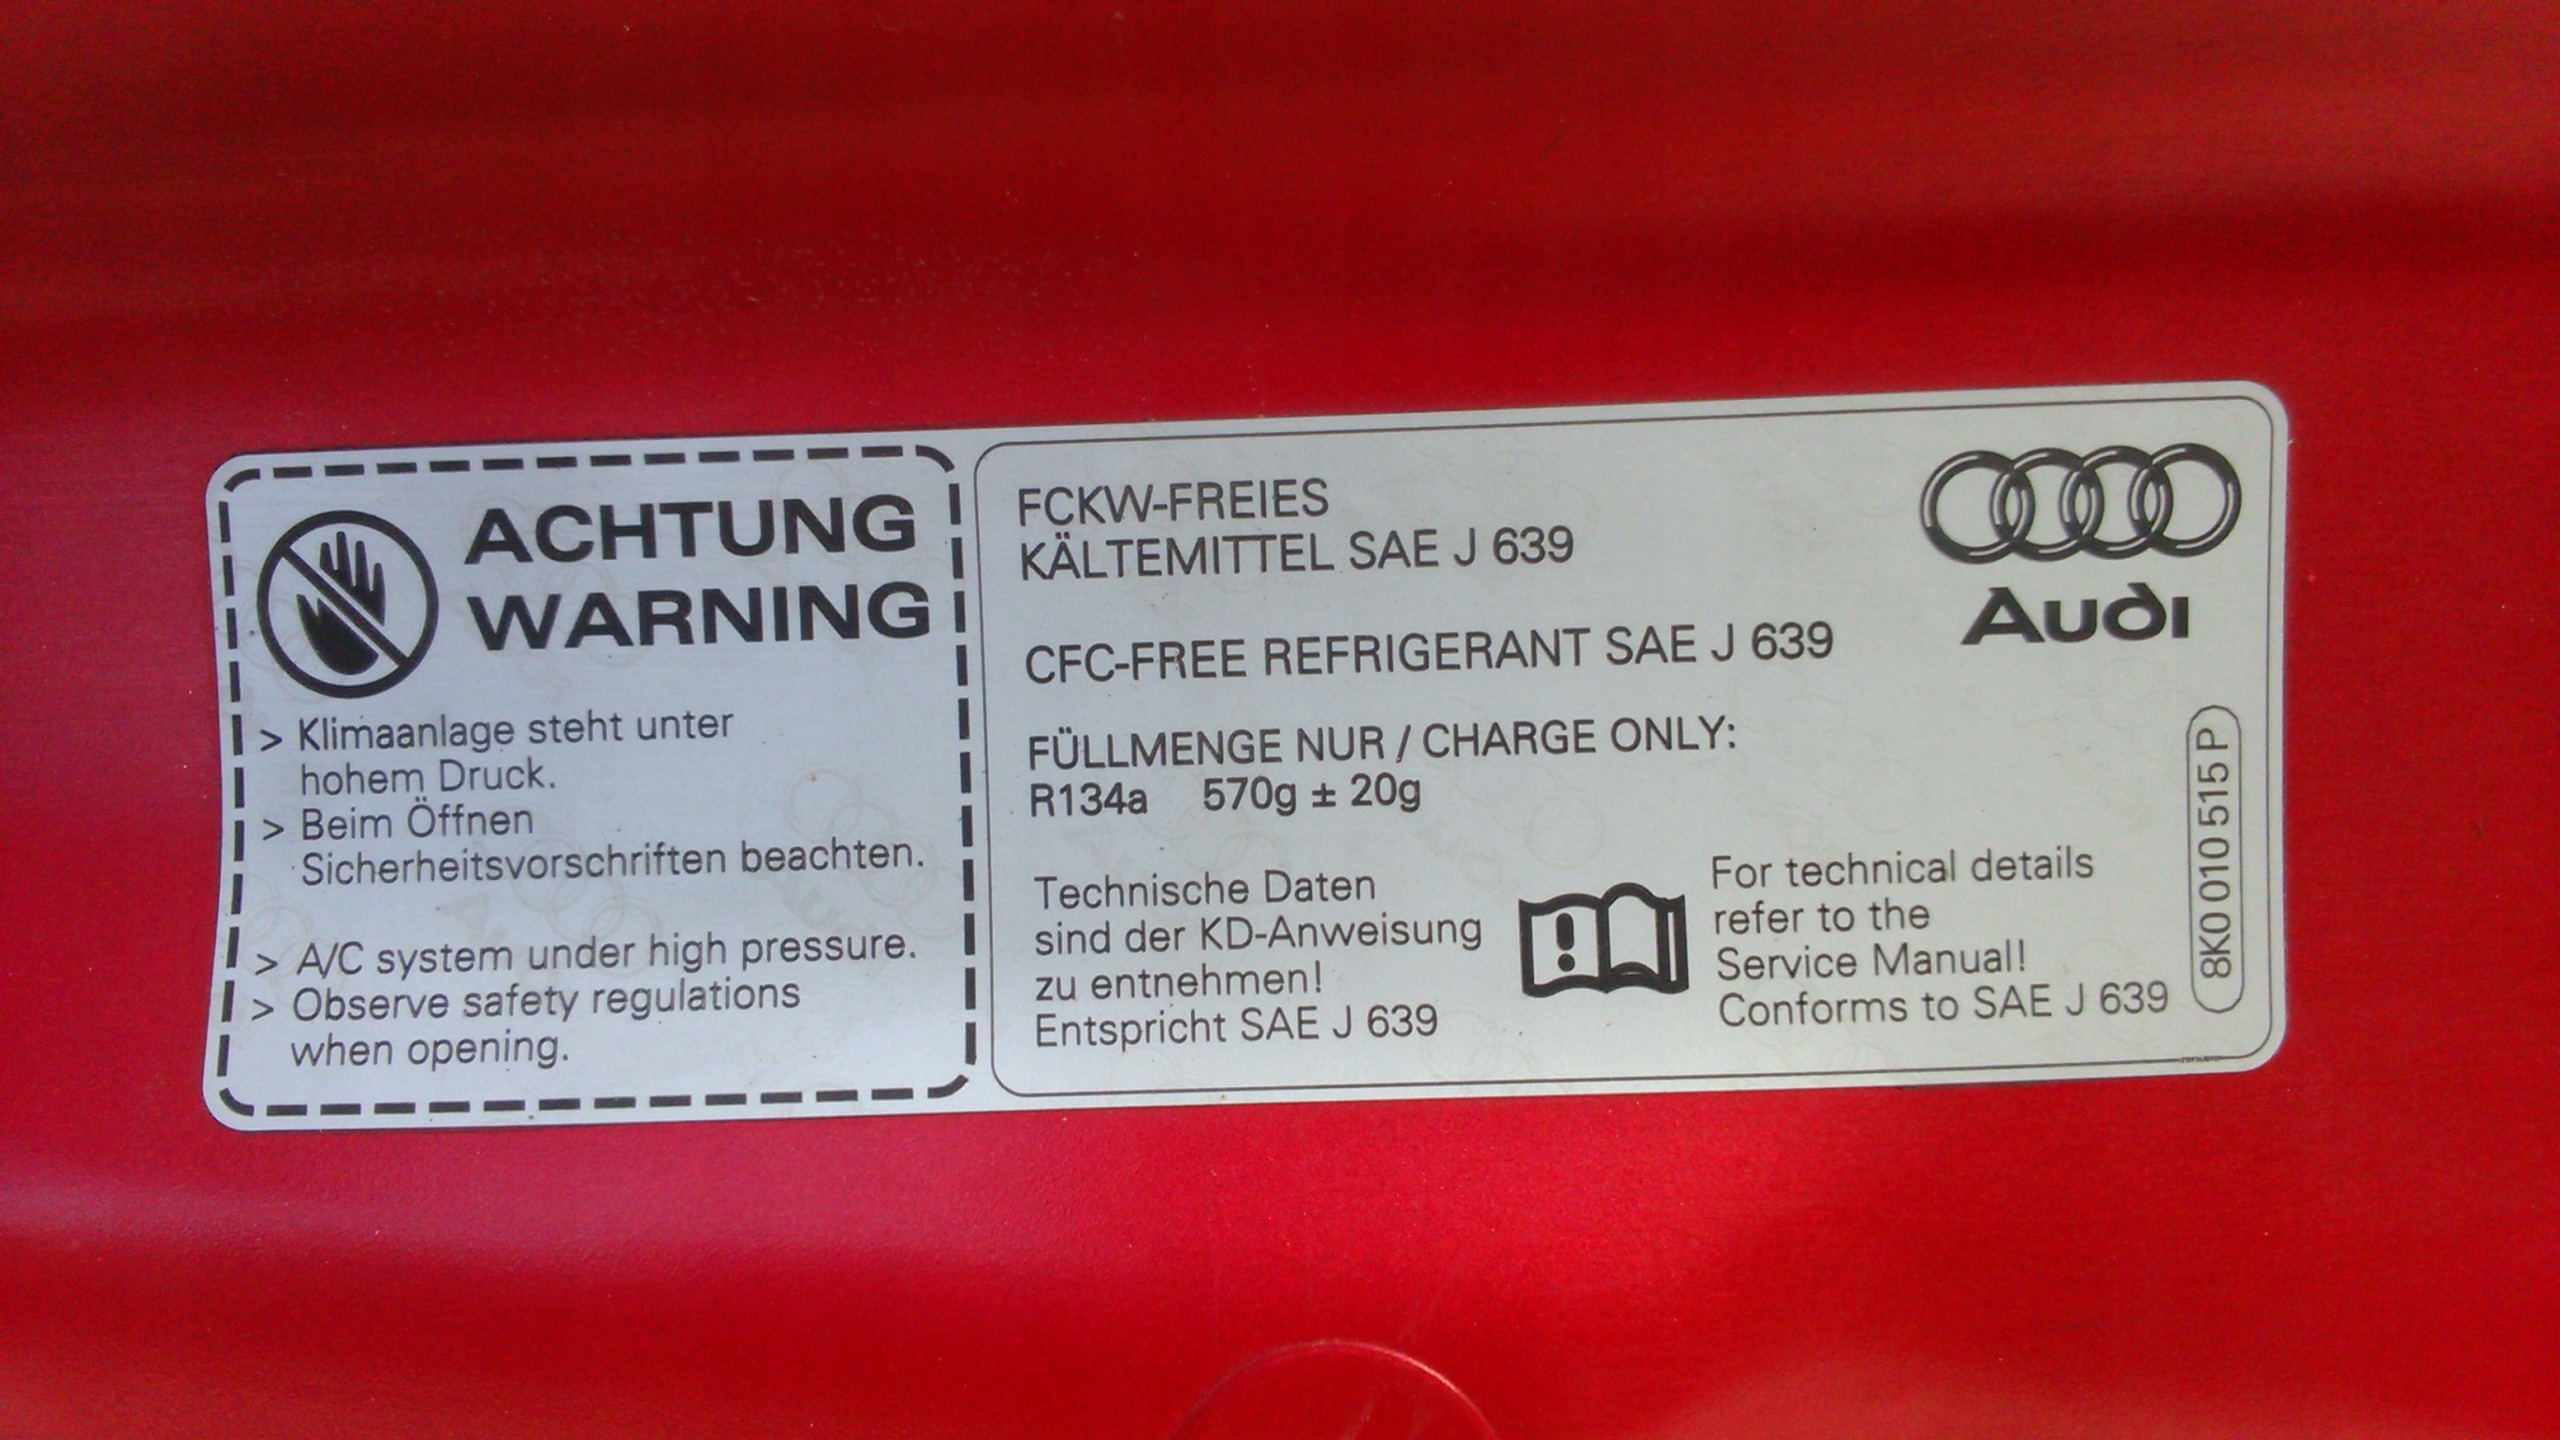 ACHTUNG
WARNING
> Klimaanlage steht unter
hohem Druck.
> Beim Öffnen
Sicherheitsvorschriften beachten.
> A/C system under high pressure.
> Observe safety regulations
when opening.
FCKW-FREIES
KÄLTEMITTEL SAE J 639
CFC-FREE REFRIGERANT SAE J 639
FÜLLMENGE NUR / CHARGE ONLY:
R134a 570g ± 20g
Technische Daten
sind der KD-Anweisung
zu entnehmen!
Entspricht SAE J 639
For technical details
refer to the
Service Manual!
Conforms to SAE J 639
Audi
8K0 010 515 P